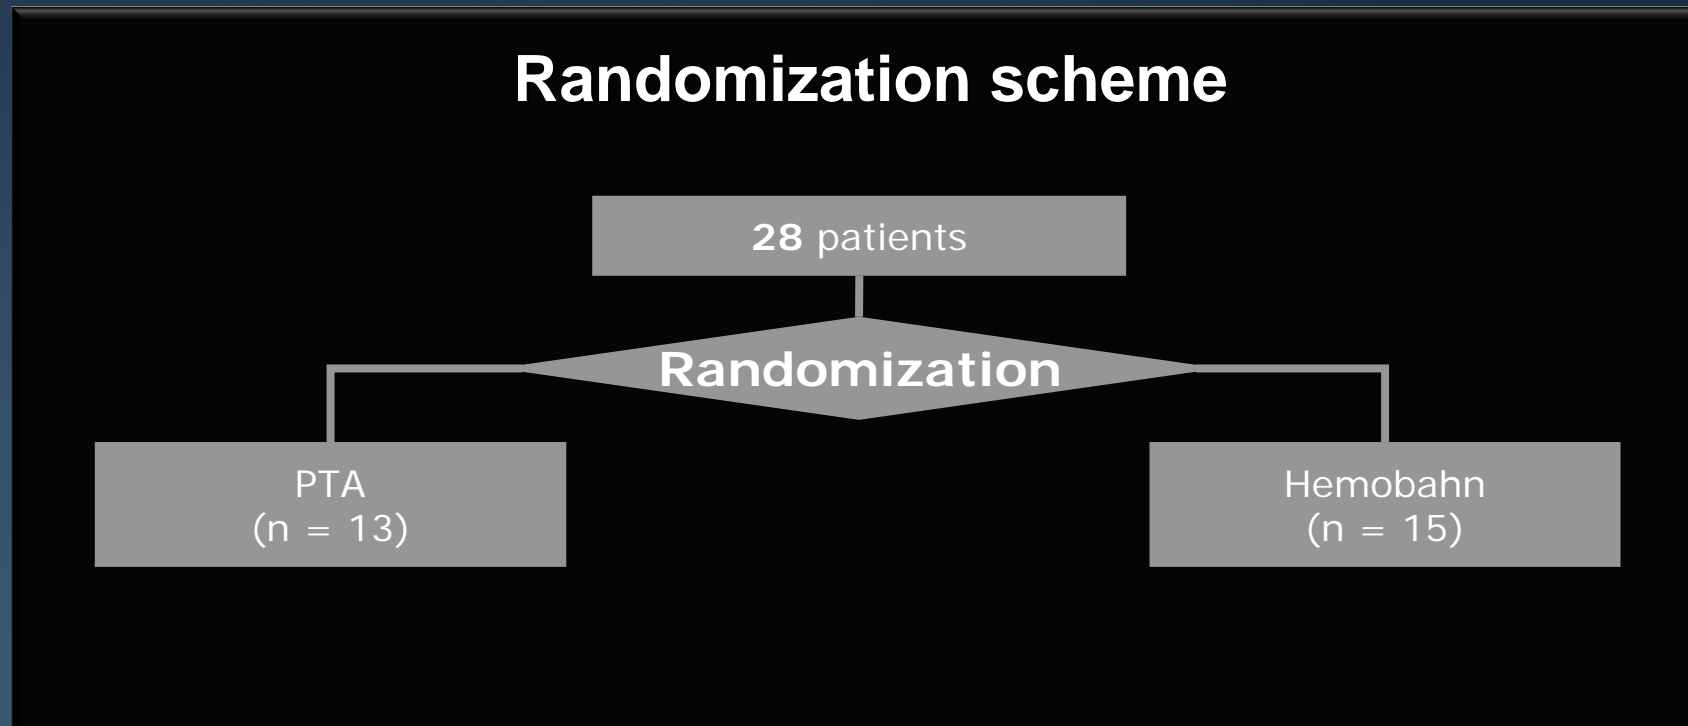 Randomization scheme
28 patients
Randomization
PTA
(n = 13)
Hemobahn
(n = 15)